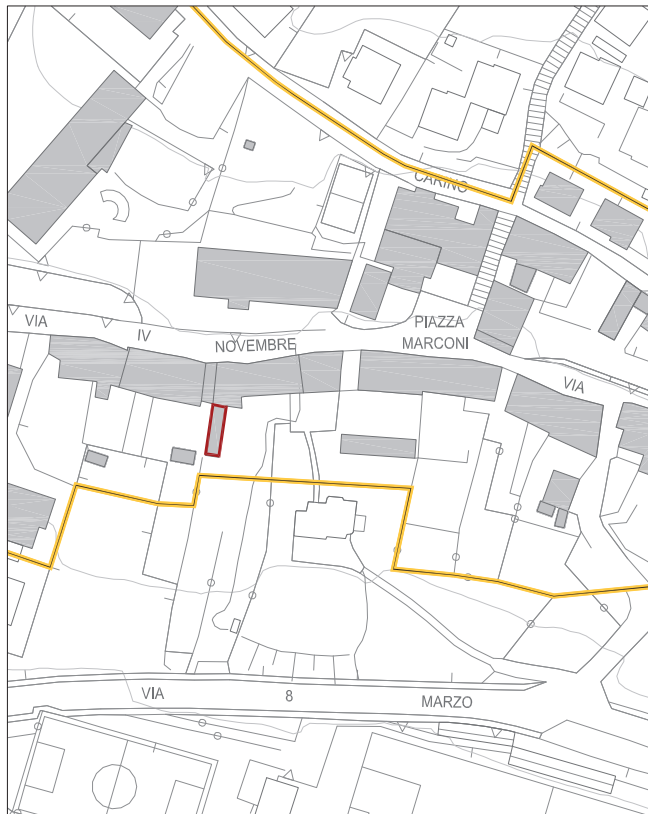 CARINO
PIAZZA
MARCONI
VIA IV NOVEMBRE
VIA
VIA 8 MARZO